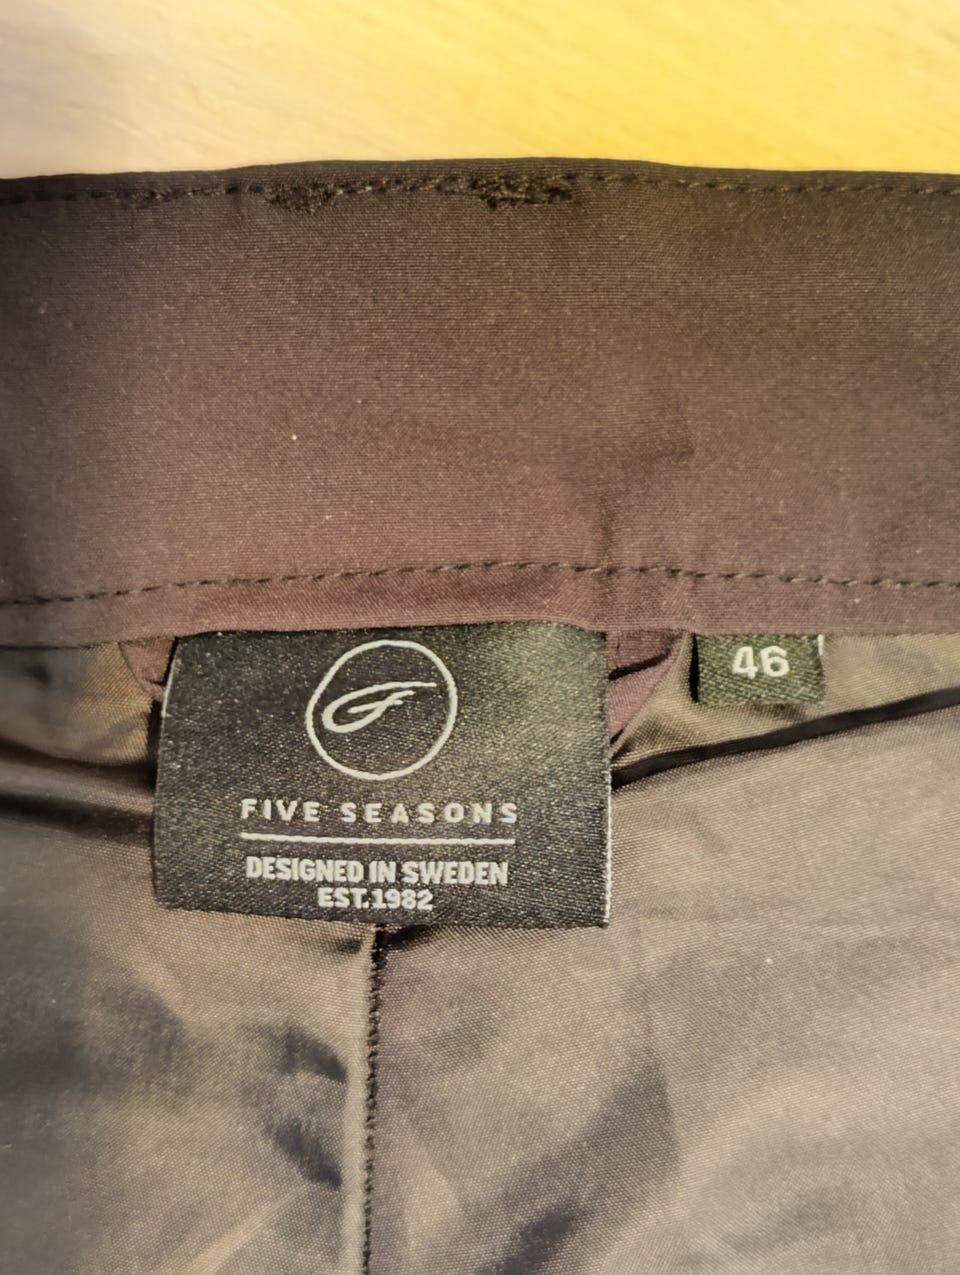 46
FIVE SEASONS
DESIGNED IN SWEDEN
EST.1982